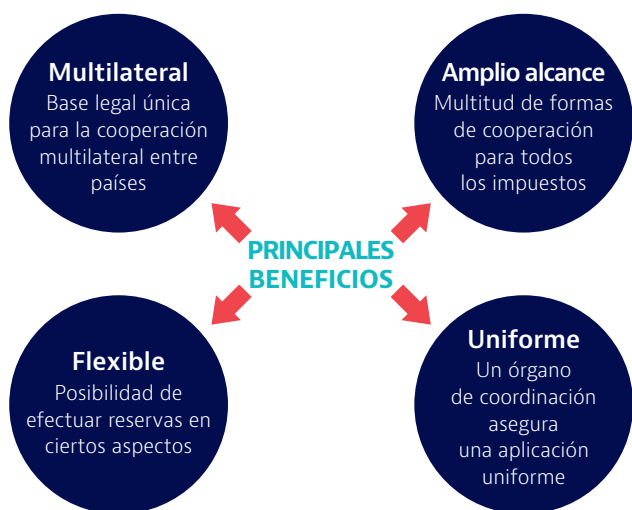 Multilateral
Base legal única
para la cooperación
multilateral entre
países
Amplio alcance
Multitud de formas
de cooperación
para todos
los impuestos
PRINCIPALES
BENEFICIOS
Flexible
Posibilidad de
efectuar reservas en
ciertos aspectos
Uniforme
Un órgano
de coordinación
asegura
una aplicación
uniforme